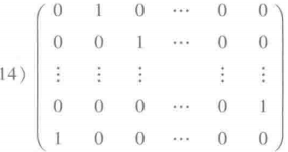 0 1 0 ⋯ 0 0
0 0 1 ⋯ 0 0
14) ⋮ ⋮ ⋮ ⋮ ⋮
0 0 0 ⋯ 0 1
1 0 0 ⋯ 0 0